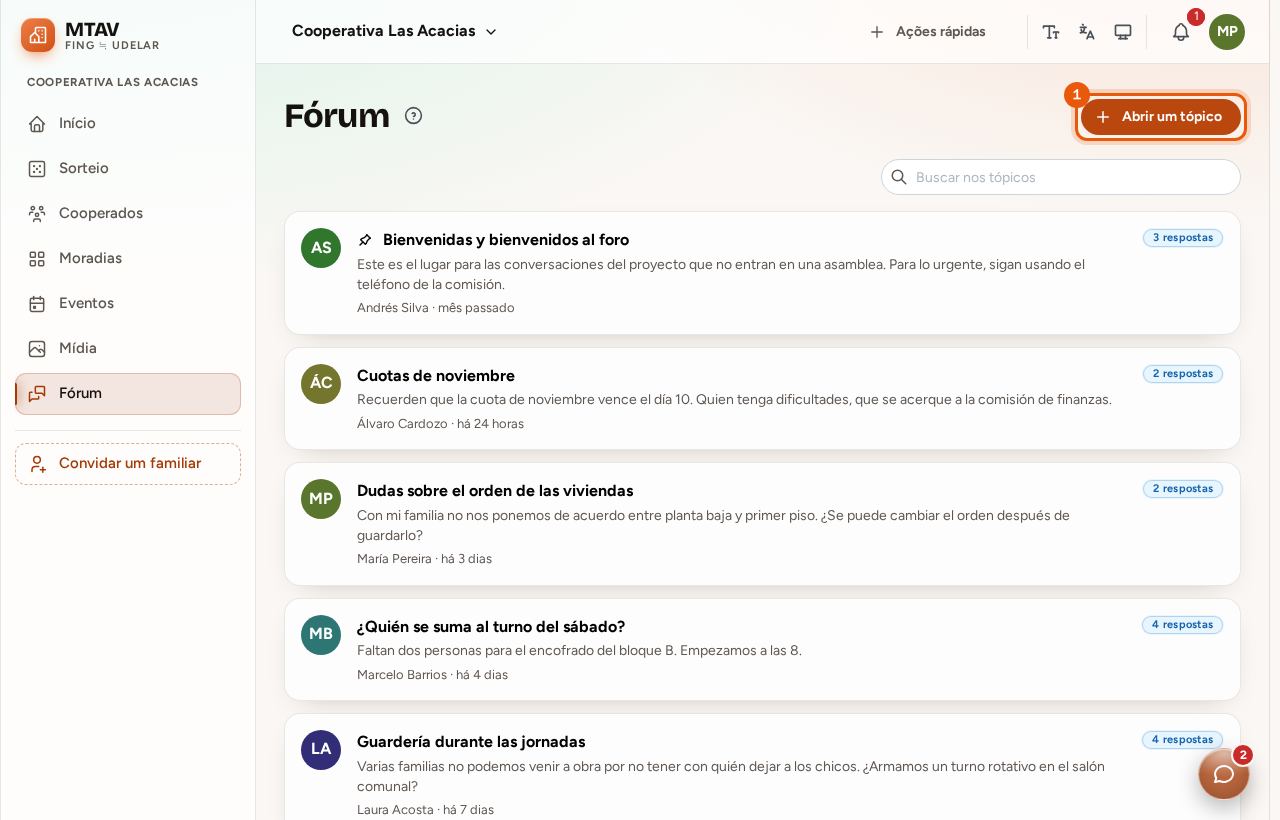 MTAV
FING ≒ UDELAR
COOPERATIVA LAS ACACIAS
Início
Sorteio
Cooperados
Moradias
Eventos
Mídia
Fórum
Convidar um familiar
Cooperativa Las Acacias
Ações rápidas
1
MP
Fórum
1
Abrir um tópico
Buscar nos tópicos
AS
Bienvenidas y bienvenidos al foro
3 respostas
Este es el lugar para las conversaciones del proyecto que no entran en una asamblea. Para lo urgente, sigan usando el
teléfono de la comisión.
Andrés Silva · mês passado
ÁC
Cuotas de noviembre
2 respostas
Recuerden que la cuota de noviembre vence el día 10. Quien tenga dificultades, que se acerque a la comisión de finanzas.
Álvaro Cardozo · há 24 horas
MP
Dudas sobre el orden de las viviendas
2 respostas
Con mi familia no nos ponemos de acuerdo entre planta baja y primer piso. ¿Se puede cambiar el orden después de
guardarlo?
María Pereira · há 3 dias
MB
¿Quién se suma al turno del sábado?
4 respostas
Faltan dos personas para el encofrado del bloque B. Empezamos a las 8.
Marcelo Barrios · há 4 dias
LA
Guardería durante las jornadas
4 respostas
Varias familias no podemos venir a obra por no tener con quién dejar a los chicos. ¿Armamos un turno rotativo en el salón
comunal?
Laura Acosta · há 7 dias
2